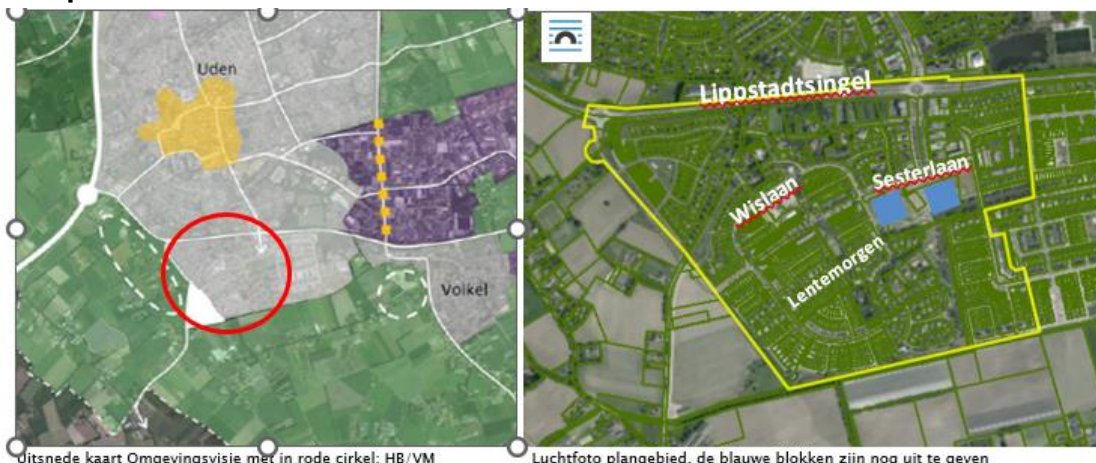 Uden
Volkel
Uitsnede kaart Omgevingsvisie met in rode cirkel: HB/VM
Lippstadtsingel
Sesterlaan
Wislaan
Lentemorgen
Luchtfoto plangebied, de blauwe blokken zijn nog uit te geven